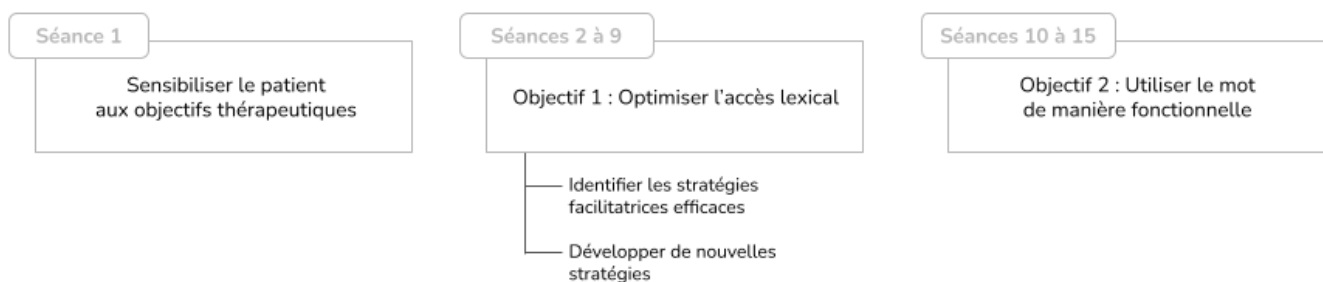 Séance 1
Sensibiliser le patient
aux objectifs thérapeutiques
Séances 2 à 9
Objectif 1 : Optimiser l’accès lexical
Identifier les stratégies
facilitatrices efficaces
Développer de nouvelles
stratégies
Séances 10 à 15
Objectif 2 : Utiliser le mot
de manière fonctionnelle